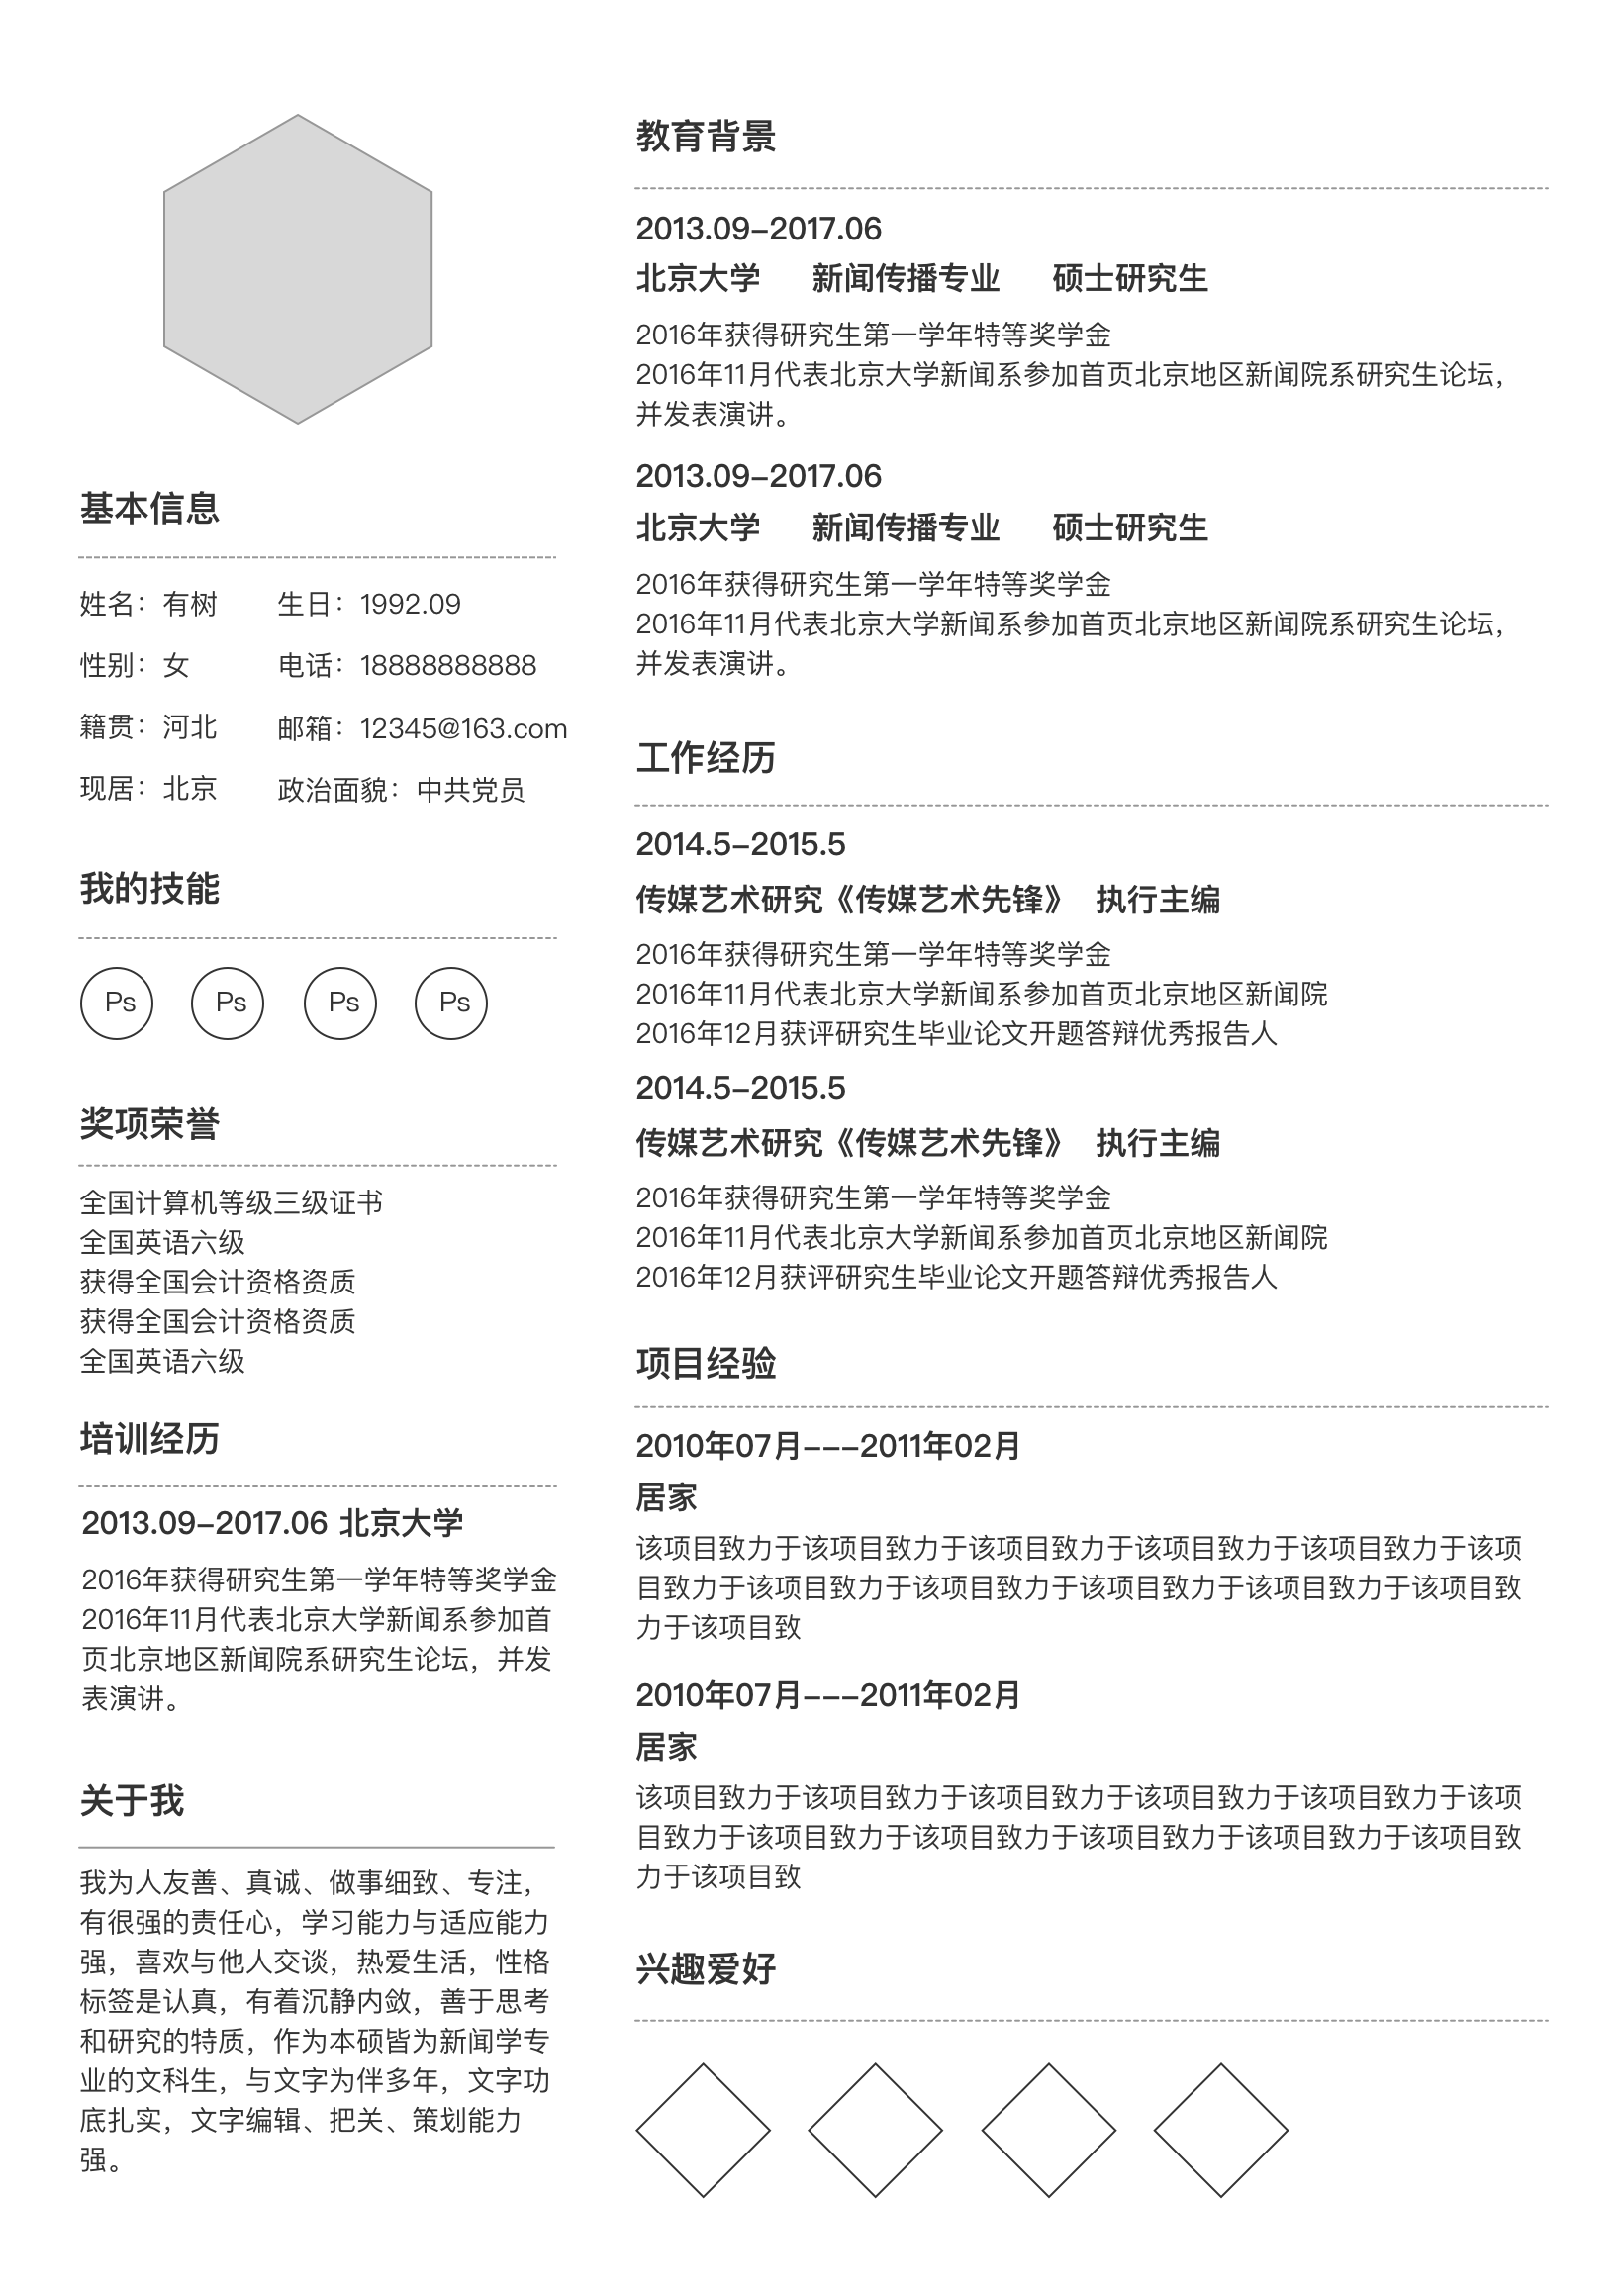 基本信息
姓名：有树 生日：1992.09
性别：女 电话：18888888888
籍贯：河北 邮箱：12345@163.com
现居：北京 政治面貌：中共党员
我的技能
Ps Ps Ps Ps
奖项荣誉
全国计算机等级三级证书
全国英语六级
获得全国会计资格资质
获得全国会计资格资质
全国英语六级
培训经历
2013.09-2017.06 北京大学
2016年获得研究生第一学年特等奖学金
2016年11月代表北京大学新闻系参加首
页北京地区新闻院系研究生论坛，并发
表演讲。
关于我
我为人友善、真诚、做事细致、专注，
有很强的责任心，学习能力与适应能力
强，喜欢与他人交谈，热爱生活，性格
标签是认真，有着沉静内敛，善于思考
和研究的特质，作为本硕皆为新闻学专
业的文科生，与文字为伴多年，文字功
底扎实，文字编辑、把关、策划能力
强。
教育背景
2013.09-2017.06
北京大学 新闻传播专业 硕士研究生
2016年获得研究生第一学年特等奖学金
2016年11月代表北京大学新闻系参加首页北京地区新闻院系研究生论坛，
并发表演讲。
2013.09-2017.06
北京大学 新闻传播专业 硕士研究生
2016年获得研究生第一学年特等奖学金
2016年11月代表北京大学新闻系参加首页北京地区新闻院系研究生论坛，
并发表演讲。
工作经历
2014.5-2015.5
传媒艺术研究《传媒艺术先锋》 执行主编
2016年获得研究生第一学年特等奖学金
2016年11月代表北京大学新闻系参加首页北京地区新闻院
2016年12月获评研究生毕业论文开题答辩优秀报告人
2014.5-2015.5
传媒艺术研究《传媒艺术先锋》 执行主编
2016年获得研究生第一学年特等奖学金
2016年11月代表北京大学新闻系参加首页北京地区新闻院
2016年12月获评研究生毕业论文开题答辩优秀报告人
项目经验
2010年07月---2011年02月
居家
该项目致力于该项目致力于该项目致力于该项目致力于该项目致力于该项
目致力于该项目致力于该项目致力于该项目致力于该项目致力于该项目致
力于该项目致
2010年07月---2011年02月
居家
该项目致力于该项目致力于该项目致力于该项目致力于该项目致力于该项
目致力于该项目致力于该项目致力于该项目致力于该项目致力于该项目致
力于该项目致
兴趣爱好